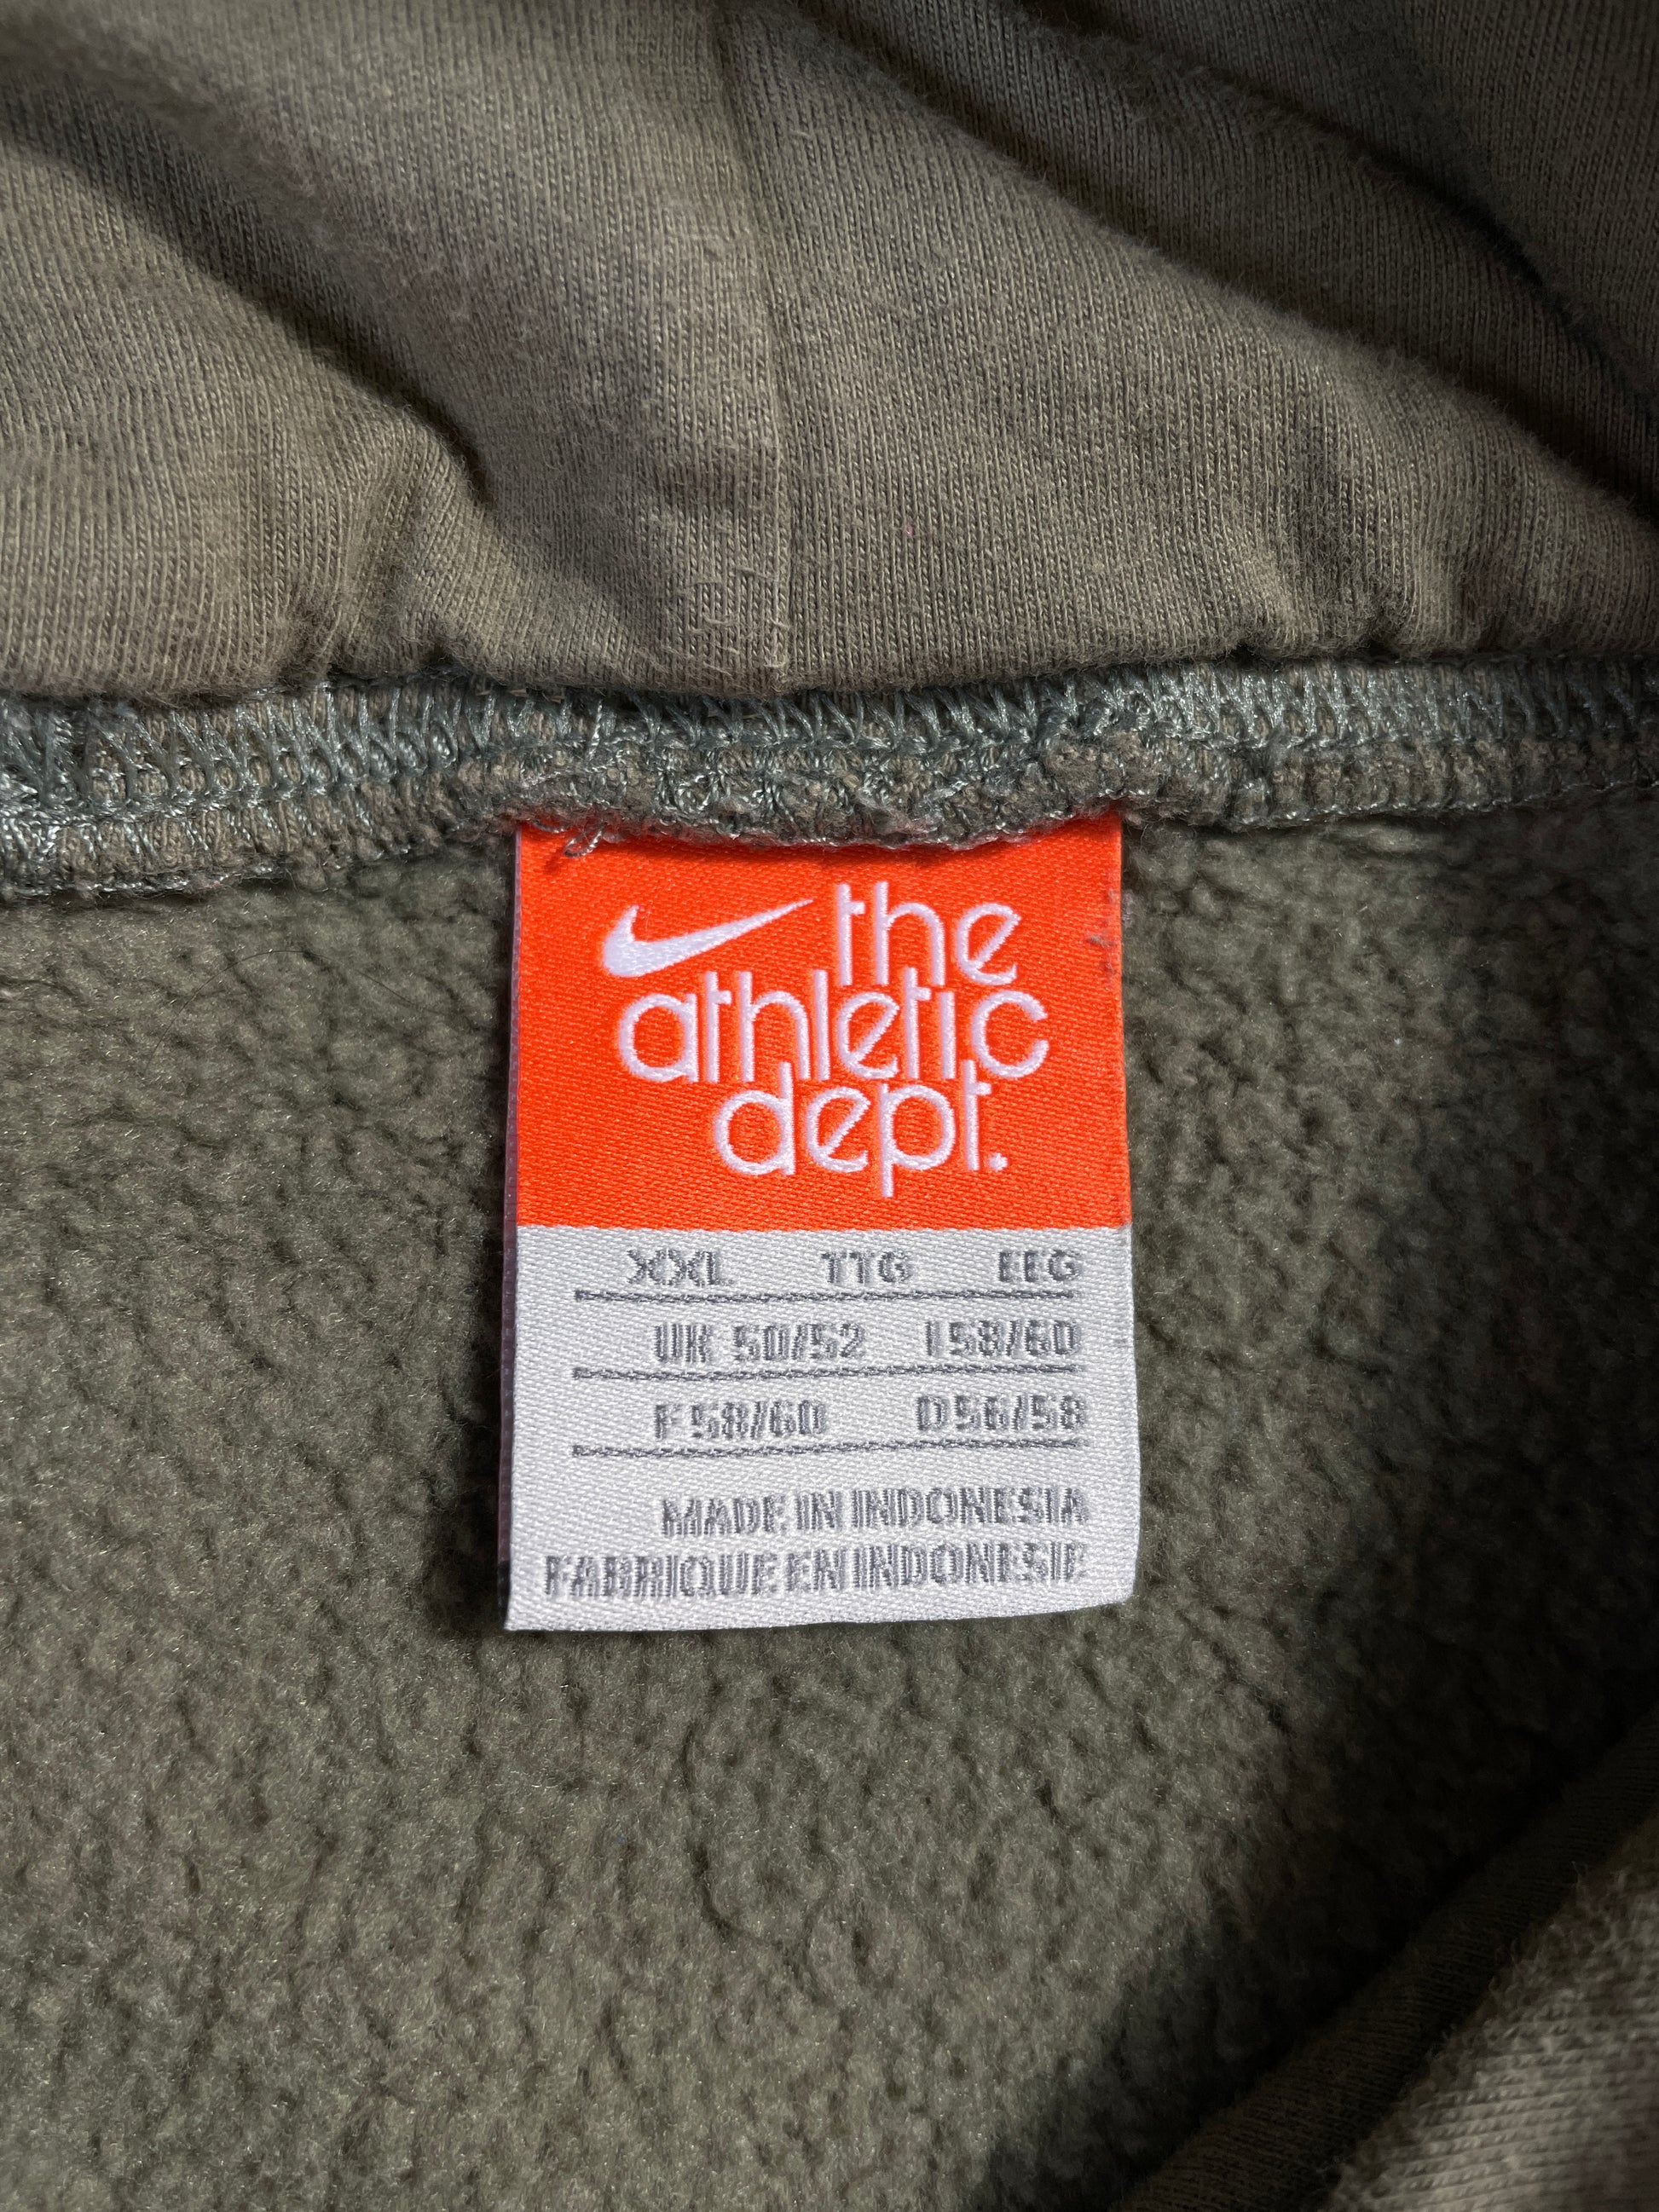 the
athletic
dept.
XXL TTG EEG
UK 50/52 I 58/60
F 58/60 D 56/58
MADE IN INDONESIA
FABRIQUE EN INDONESIE